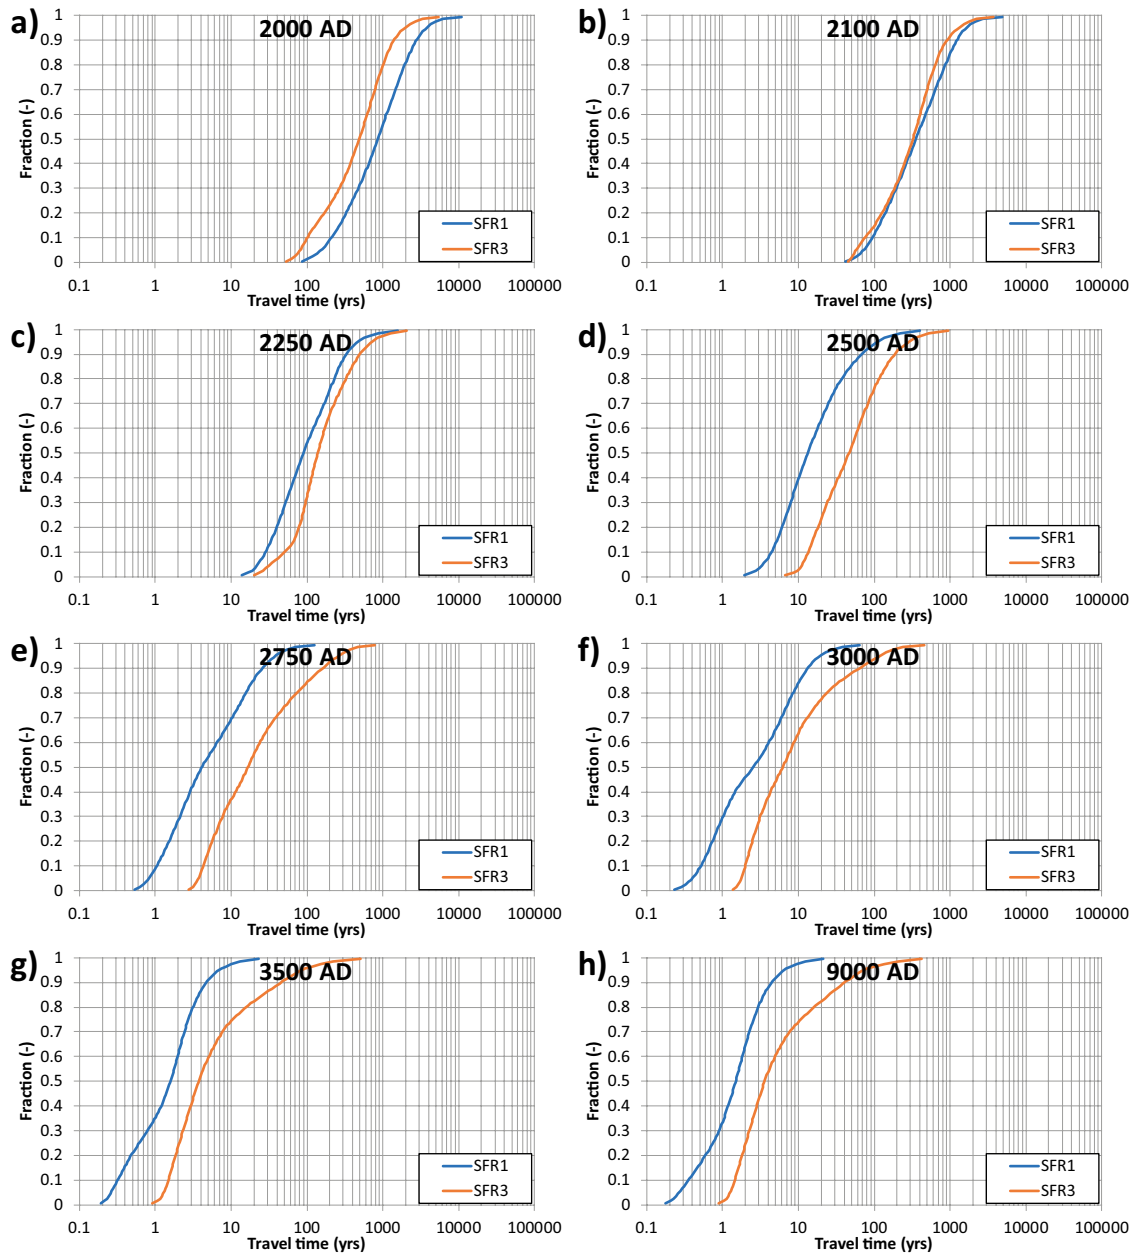 a)
2000 AD
Fraction (-)
1
0.9
0.8
0.7
0.6
0.5
0.4
0.3
0.2
0.1
0
SFR1
SFR3
0.1 1 10 100 1000 10000 100000
Travel time (yrs)
b)
2100 AD
Fraction (-)
1
0.9
0.8
0.7
0.6
0.5
0.4
0.3
0.2
0.1
0
SFR1
SFR3
0.1 1 10 100 1000 10000 100000
Travel time (yrs)
c)
2250 AD
Fraction (-)
1
0.9
0.8
0.7
0.6
0.5
0.4
0.3
0.2
0.1
0
SFR1
SFR3
0.1 1 10 100 1000 10000 100000
Travel time (yrs)
d)
2500 AD
Fraction (-)
1
0.9
0.8
0.7
0.6
0.5
0.4
0.3
0.2
0.1
0
SFR1
SFR3
0.1 1 10 100 1000 10000 100000
Travel time (yrs)
e)
2750 AD
Fraction (-)
1
0.9
0.8
0.7
0.6
0.5
0.4
0.3
0.2
0.1
0
SFR1
SFR3
0.1 1 10 100 1000 10000 100000
Travel time (yrs)
f)
3000 AD
Fraction (-)
1
0.9
0.8
0.7
0.6
0.5
0.4
0.3
0.2
0.1
0
SFR1
SFR3
0.1 1 10 100 1000 10000 100000
Travel time (yrs)
g)
3500 AD
Fraction (-)
1
0.9
0.8
0.7
0.6
0.5
0.4
0.3
0.2
0.1
0
SFR1
SFR3
0.1 1 10 100 1000 10000 100000
Travel time (yrs)
h)
9000 AD
Fraction (-)
1
0.9
0.8
0.7
0.6
0.5
0.4
0.3
0.2
0.1
0
SFR1
SFR3
0.1 1 10 100 1000 10000 100000
Travel time (yrs)